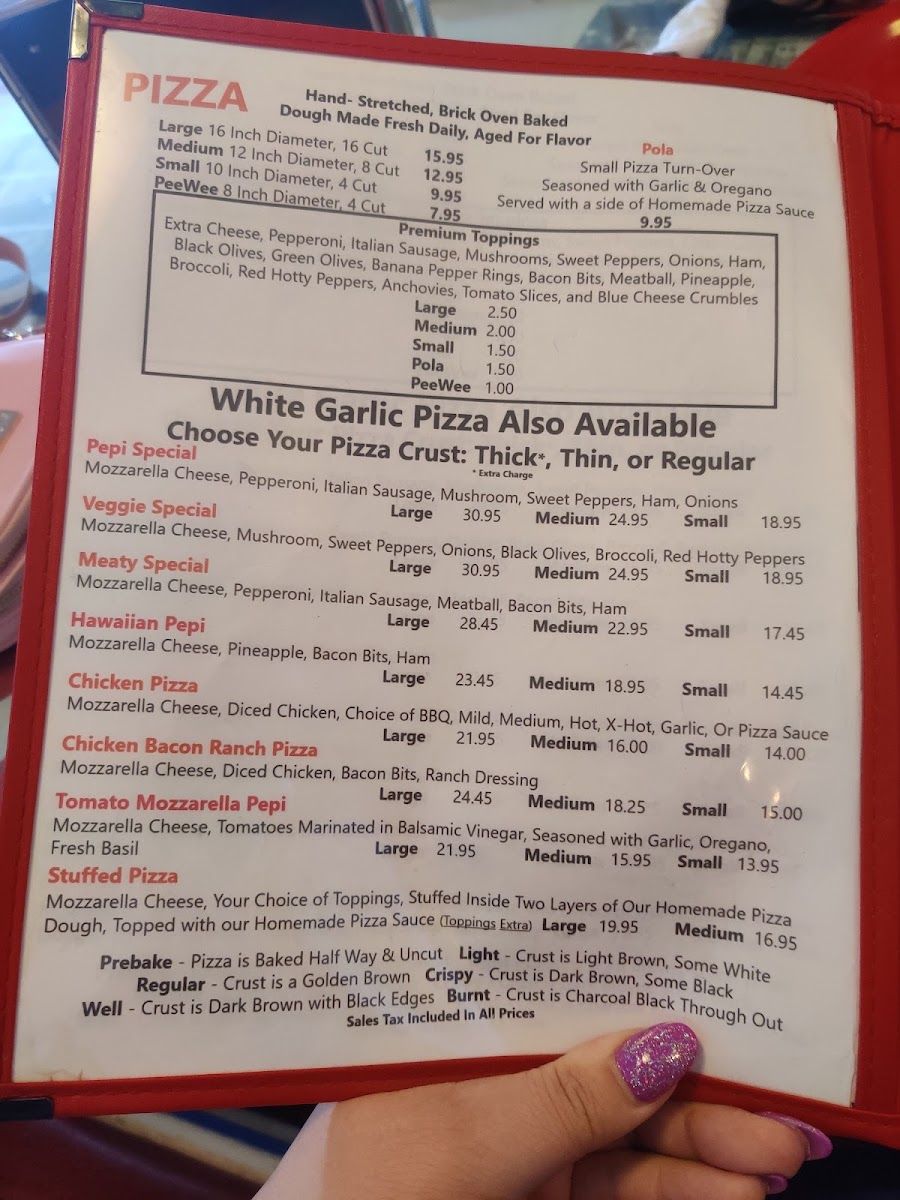 PIZZA
Hand- Stretched, Brick Oven Baked
Dough Made Fresh Daily, Aged For Flavor
Large 16 Inch Diameter, 16 Cut 15.95
Medium 12 Inch Diameter, 8 Cut 12.95
Small 10 Inch Diameter, 4 Cut 9.95
PeeWee 8 Inch Diameter, 4 Cut 7.95
Pola
Small Pizza Turn-Over
Seasoned with Garlic & Oregano
Served with a side of Homemade Pizza Sauce
9.95
Premium Toppings
Extra Cheese, Pepperoni, Italian Sausage, Mushrooms, Sweet Peppers, Onions, Ham,
Black Olives, Green Olives, Banana Pepper Rings, Bacon Bits, Meatball, Pineapple,
Broccoli, Red Hotty Peppers, Anchovies, Tomato Slices, and Blue Cheese Crumbles
Large 2.50
Medium 2.00
Small 1.50
Pola 1.50
PeeWee 1.00
White Garlic Pizza Also Available
Choose Your Pizza Crust: Thick*, Thin, or Regular
* Extra Charge
Pepi Special
Mozzarella Cheese, Pepperoni, Italian Sausage, Mushroom, Sweet Peppers, Ham, Onions
Large 30.95 Medium 24.95 Small 18.95
Veggie Special
Mozzarella Cheese, Mushroom, Sweet Peppers, Onions, Black Olives, Broccoli, Red Hotty Peppers
Large 30.95 Medium 24.95 Small 18.95
Meaty Special
Mozzarella Cheese, Pepperoni, Italian Sausage, Meatball, Bacon Bits, Ham
Large 28.45 Medium 22.95 Small 17.45
Hawaiian Pepi
Mozzarella Cheese, Pineapple, Bacon Bits, Ham
Large 23.45 Medium 18.95 Small 14.45
Chicken Pizza
Mozzarella Cheese, Diced Chicken, Choice of BBQ, Mild, Medium, Hot, X-Hot, Garlic, Or Pizza Sauce
Large 21.95 Medium 16.00 Small 14.00
Chicken Bacon Ranch Pizza
Mozzarella Cheese, Diced Chicken, Bacon Bits, Ranch Dressing
Large 24.45 Medium 18.25 Small 15.00
Tomato Mozzarella Pepi
Mozzarella Cheese, Tomatoes Marinated in Balsamic Vinegar, Seasoned with Garlic, Oregano,
Fresh Basil Large 21.95 Medium 15.95 Small 13.95
Stuffed Pizza
Mozzarella Cheese, Your Choice of Toppings, Stuffed Inside Two Layers of Our Homemade Pizza
Dough, Topped with our Homemade Pizza Sauce (Toppings Extra) Large 19.95 Medium 16.95
Prebake - Pizza is Baked Half Way & Uncut Light - Crust is Light Brown, Some White
Regular - Crust is a Golden Brown Crispy - Crust is Dark Brown, Some Black
Well - Crust is Dark Brown with Black Edges Burnt - Crust is Charcoal Black Through Out
Sales Tax Included In All Prices